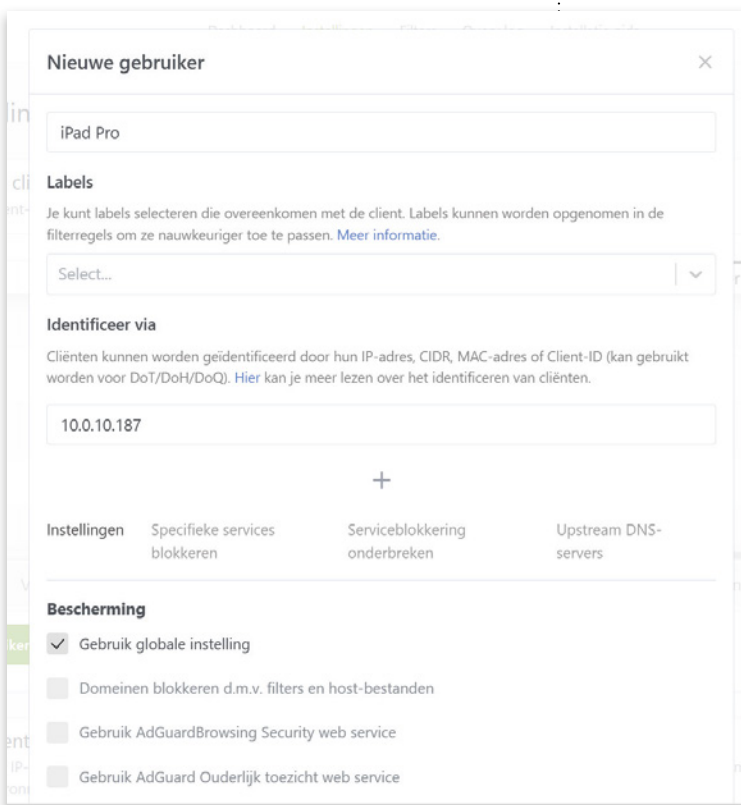 Nieuwe gebruiker
iPad Pro
Labels
Je kunt labels selecteren die overeenkomen met de client. Labels kunnen worden opgenomen in de
filterregels om ze nauwkeuriger toe te passen. Meer informatie.
Select...
Identificeer via
Cliënten kunnen worden geïdentificeerd door hun IP-adres, CIDR, MAC-adres of Client-ID (kan gebruikt
worden voor DoT/DoH/DoQ). Hier kan je meer lezen over het identificeren van cliënten.
10.0.10.187
+
Instellingen
Specifieke services
blokkeren
Serviceblokkering
onderbreken
Upstream DNS-
servers
Bescherming
Gebruik globale instelling
Domeinen blokkeren d.m.v. filters en host-bestanden
Gebruik AdGuardBrowsing Security web service
Gebruik AdGuard Ouderlijk toezicht web service